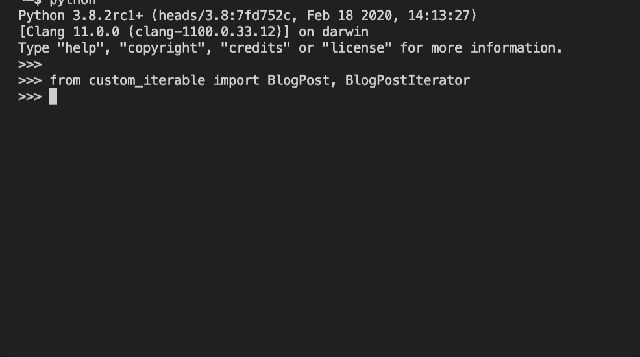 ~$ python
Python 3.8.2rc1+ (heads/3.8:7fd752c, Feb 18 2020, 14:13:27)
[Clang 11.0.0 (clang-1100.0.33.12)] on darwin
Type "help", "copyright", "credits" or "license" for more information.
>>>
>>> from custom_iterable import BlogPost, BlogPostIterator
>>>